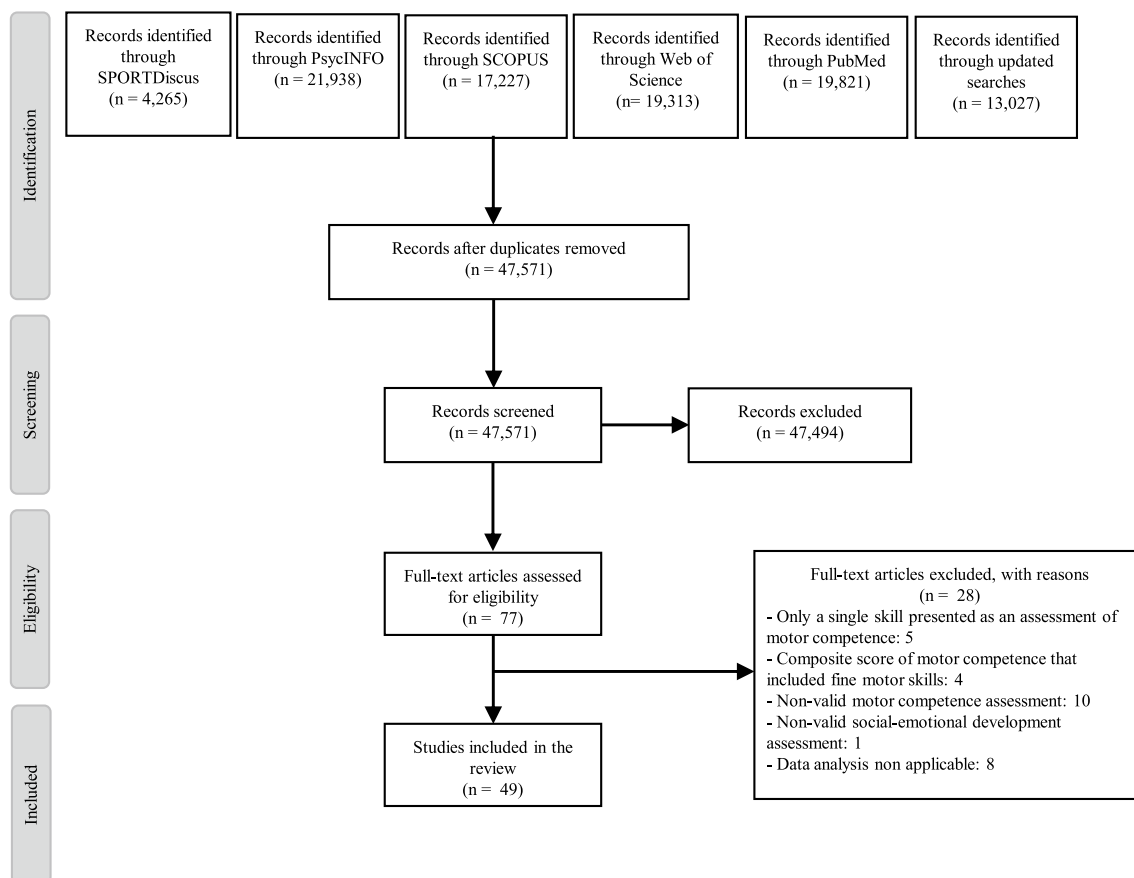 Identification
Records identified
through
SPORTDiscus
(n = 4,265)
Records identified
through PsycINFO
(n = 21,938)
Records identified
through SCOPUS
(n = 17,227)
Records identified
through Web of
Science
(n= 19,313)
Records identified
through PubMed
(n = 19,821)
Records identified
through updated
searches
(n = 13,027)
Records after duplicates removed
(n = 47,571)
Screening
Records screened
(n = 47,571)
Records excluded
(n = 47,494)
Eligibility
Full-text articles assessed
for eligibility
(n = 77)
Full-text articles excluded, with reasons
(n = 28)
- Only a single skill presented as an assessment of
motor competence: 5
- Composite score of motor competence that
included fine motor skills: 4
- Non-valid motor competence assessment: 10
- Non-valid social-emotional development
assessment: 1
- Data analysis non applicable: 8
Included
Studies included in the
review
(n = 49)